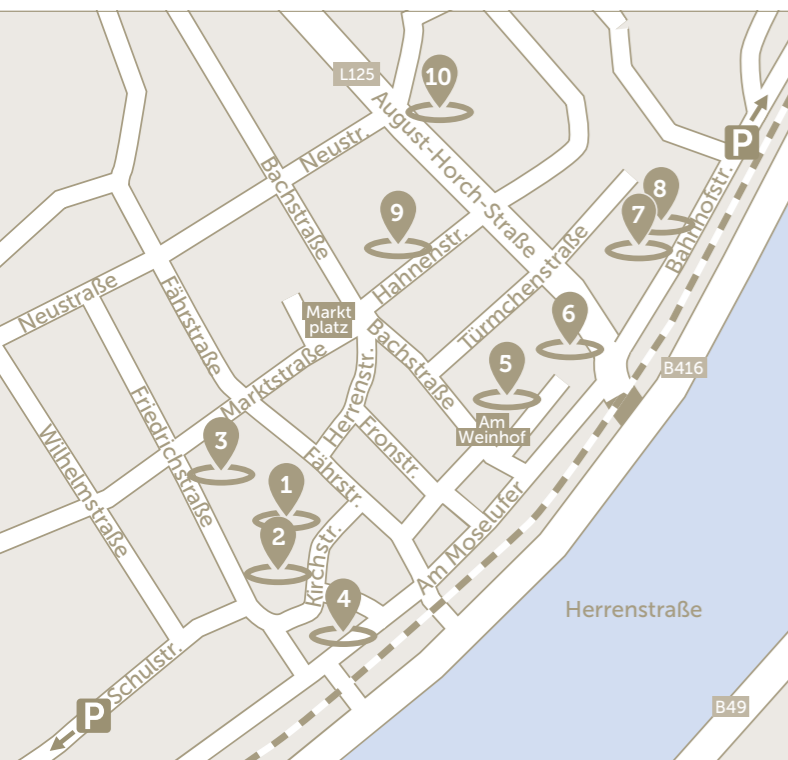 10
L125
August-Horch-Straße
Neustr.
P
Bachstraße
8
9
7
Bahnhofstr.
Hahnenstr.
Türmchenstraße
Neustraße
Fährstraße
Markt
platz
6
Bachstraße
5
B416
Marktstraße
Herrenstr.
Friedrichstraße
Am
Weinhof
Fronstr.
3
Wilhelmstraße
Fährstr.
1
Am Moselufer
2
Kirchstr.
4
Herrenstraße
Schulstr.
P
B49